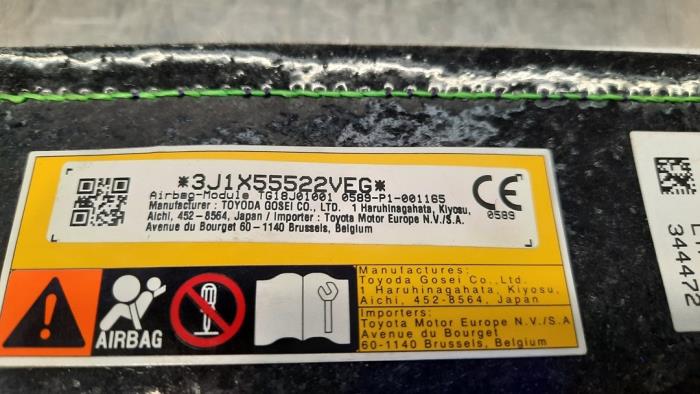 *3J1X55522VEG*
Airbag-Module TG18J01001 0589-P1-001165
Manufacturer : TOYODA GOSEI CO., LTD. 1 Haruhinagahata, Kiyosu,
Aichi, 452 - 8564, Japan / Importer : Toyota Motor Europe N.V./S.A.
Avenue du Bourget 60 - 1140 Brussels, Belgium
CE
0589
AIRBAG
Manufacturers:
Toyoda Gosei Co.,Ltd.
1 Haruhinagahata, Kiyosu,
Aichi, 452-8564, Japan
Importers:
Toyota Motor Europe N.V./S.A
Avenue du Bourget
60-1140 Brussels, Belgium
344472